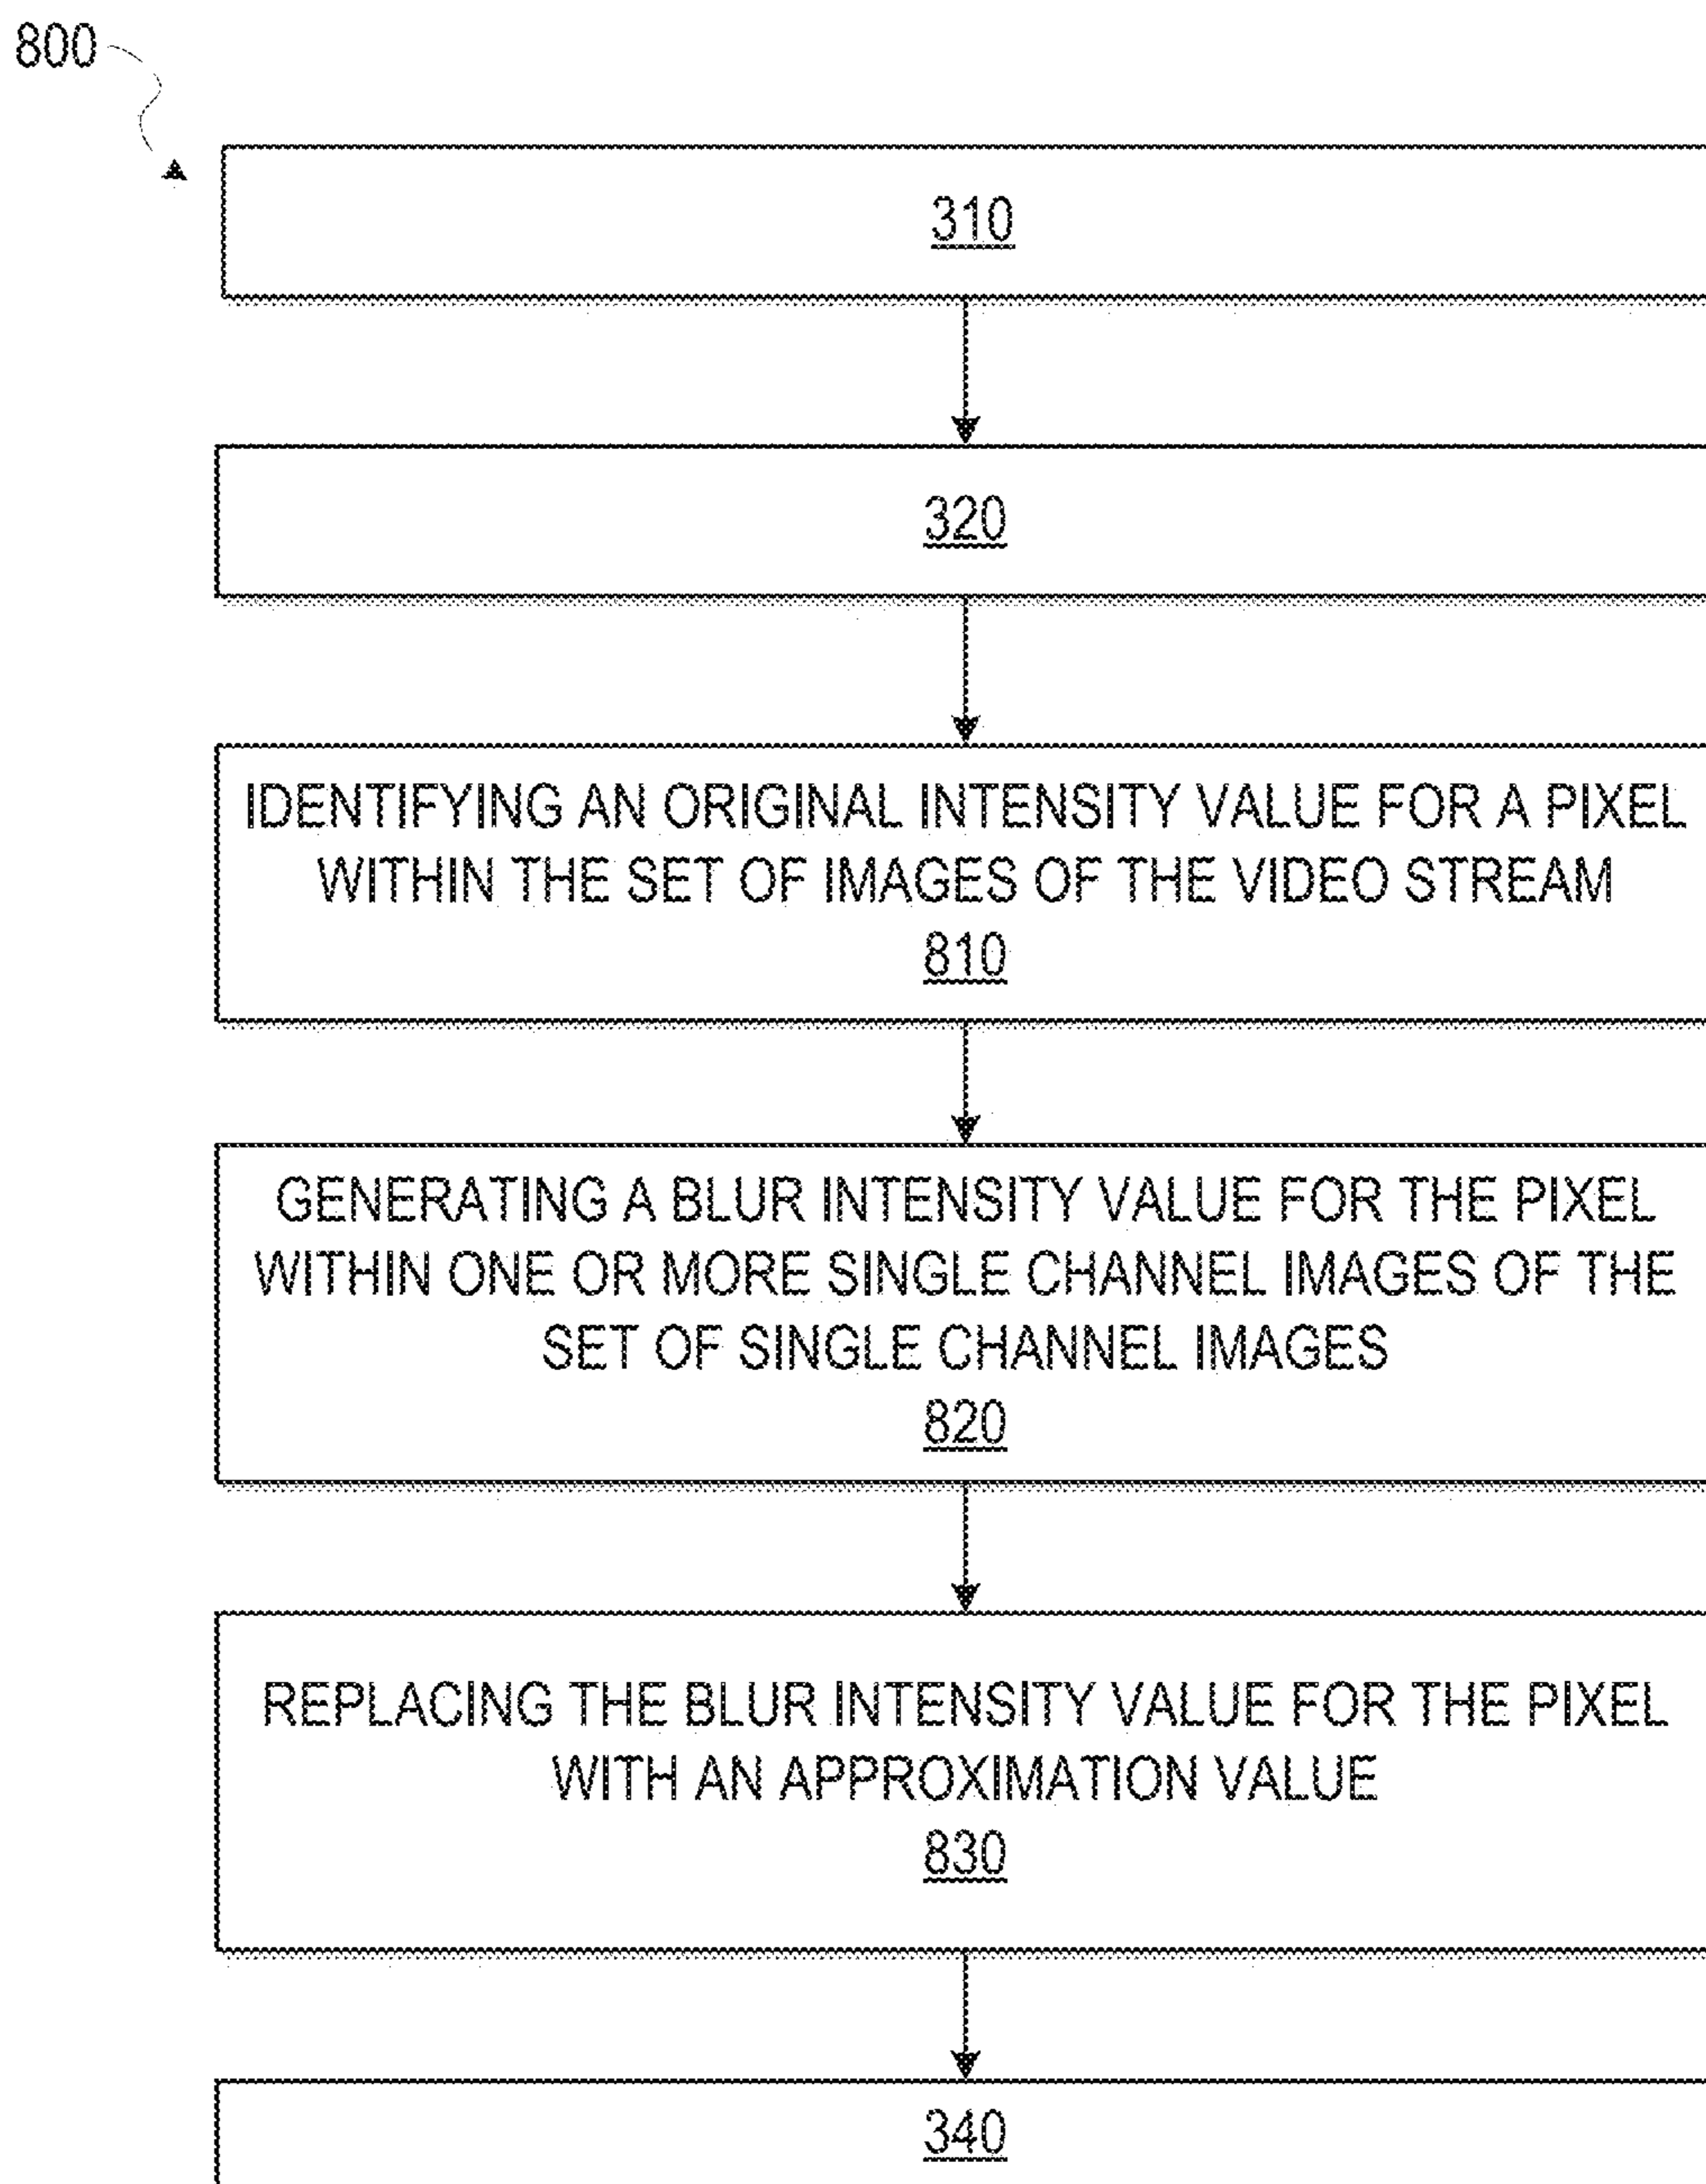 800
310
320
IDENTIFYING AN ORIGINAL INTENSITY VALUE FOR A PIXEL
WITHIN THE SET OF IMAGES OF THE VIDEO STREAM
810
GENERATING A BLUR INTENSITY VALUE FOR THE PIXEL
WITHIN ONE OR MORE SINGLE CHANNEL IMAGES OF THE
SET OF SINGLE CHANNEL IMAGES
820
REPLACING THE BLUR INTENSITY VALUE FOR THE PIXEL
WITH AN APPROXIMATION VALUE
830
340